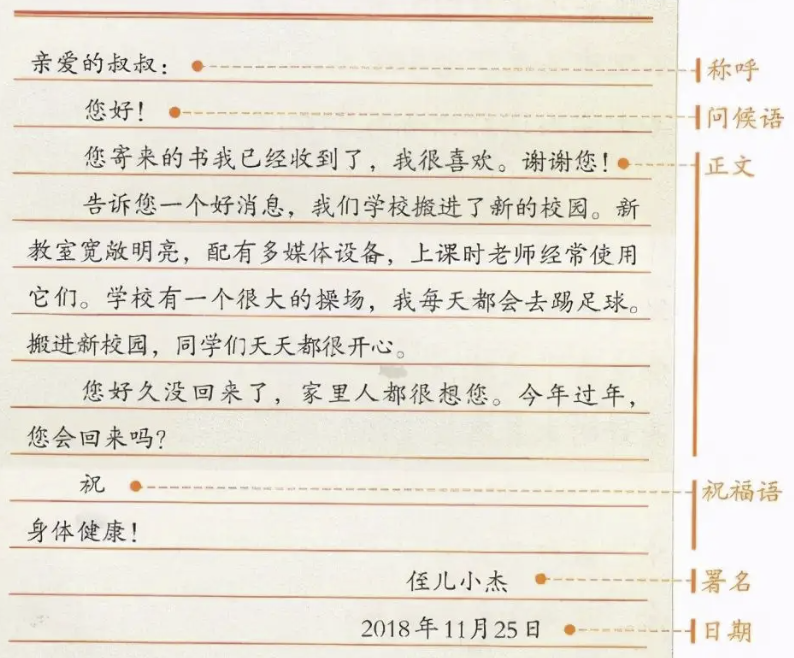 亲爱的叔叔： 称呼
您好！ 问候语
您寄来的书我已经收到了，我很喜欢。谢谢您！ 正文
告诉您一个好消息，我们学校搬进了新的校园。新
教室宽敞明亮，配有多媒体设备，上课时老师经常使用
它们。学校有一个很大的操场，我每天都会去踢足球。
搬进新校园，同学们天天都很开心。
您好久没回来了，家里人都很想您。今年过年，
您会回来吗？
祝 祝福语
身体健康！
侄儿小杰 署名
2018年11月25日 日期